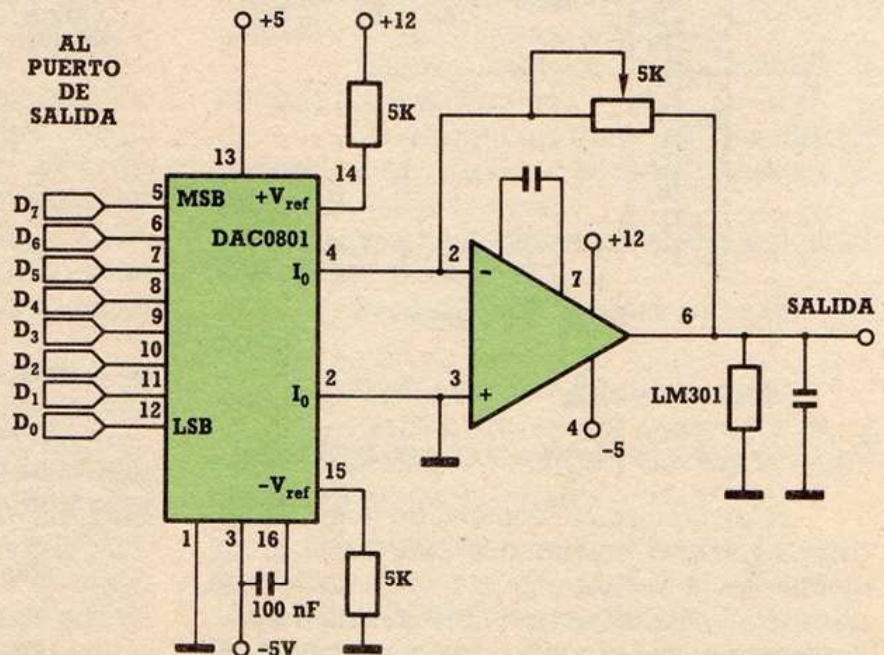 AL
PUERTO
DE
SALIDA
+5
+12
5K
5K
13
14
D7
D6
D5
D4
D3
D2
D1
D0
5
6
7
8
9
10
11
12
MSB
+Vref
DAC0801
I0
4
I0
2
LSB
-Vref
15
1
3
16
100 nF
5K
-5V
2
-
7
+12
6
SALIDA
3
+
4
-5
LM301